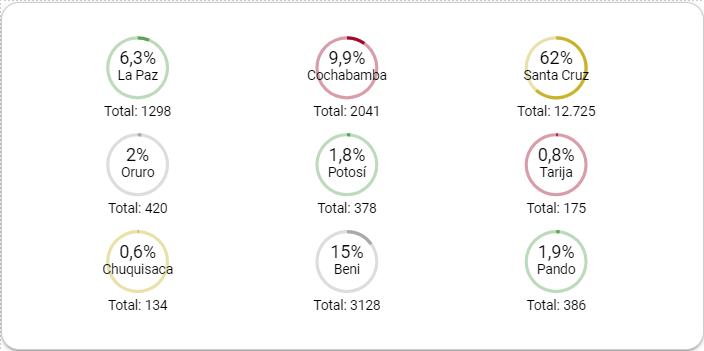 6,3%
La Paz
Total: 1298
9,9%
Cochabamba
Total: 2041
62%
Santa Cruz
Total: 12.725
2%
Oruro
Total: 420
1,8%
Potosí
Total: 378
0,8%
Tarija
Total: 175
0,6%
Chuquisaca
Total: 134
15%
Beni
Total: 3128
1,9%
Pando
Total: 386